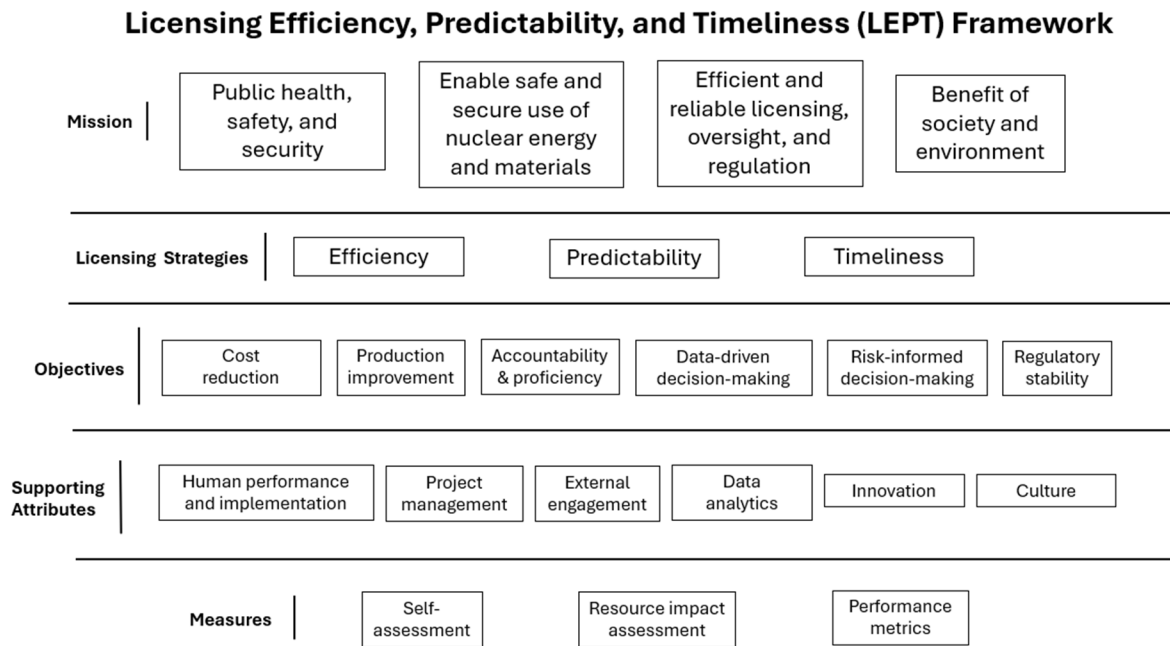 Licensing Efficiency, Predictability, and Timeliness (LEPT) Framework
Mission
Public health,
safety, and
security
Enable safe and
secure use of
nuclear energy
and materials
Efficient and
reliable licensing,
oversight, and
regulation
Benefit of
society and
environment
Licensing Strategies
Efficiency
Predictability
Timeliness
Objectives
Cost
reduction
Production
improvement
Accountability
& proficiency
Data-driven
decision-making
Risk-informed
decision-making
Regulatory
stability
Supporting
Attributes
Human performance
and implementation
Project
management
External
engagement
Data
analytics
Innovation
Culture
Measures
Self-
assessment
Resource impact
assessment
Performance
metrics